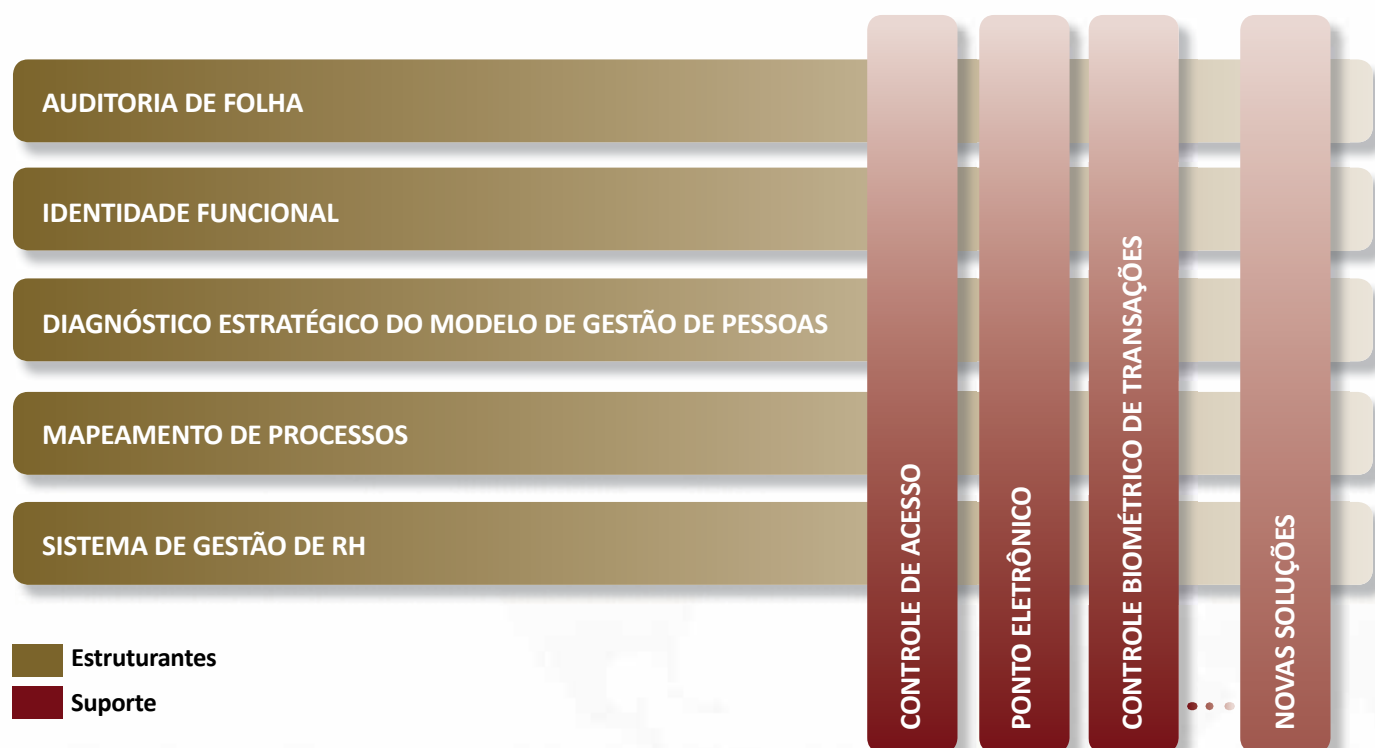 AUDITORIA DE FOLHA
IDENTIDADE FUNCIONAL
DIAGNÓSTICO ESTRATÉGICO DO MODELO DE GESTÃO DE PESSOAS
MAPEAMENTO DE PROCESSOS
SISTEMA DE GESTÃO DE RH
CONTROLE DE ACESSO
PONTO ELETRÔNICO
CONTROLE BIOMÉTRICO DE TRANSAÇÕES
NOVAS SOLUÇÕES
Estruturantes
Suporte